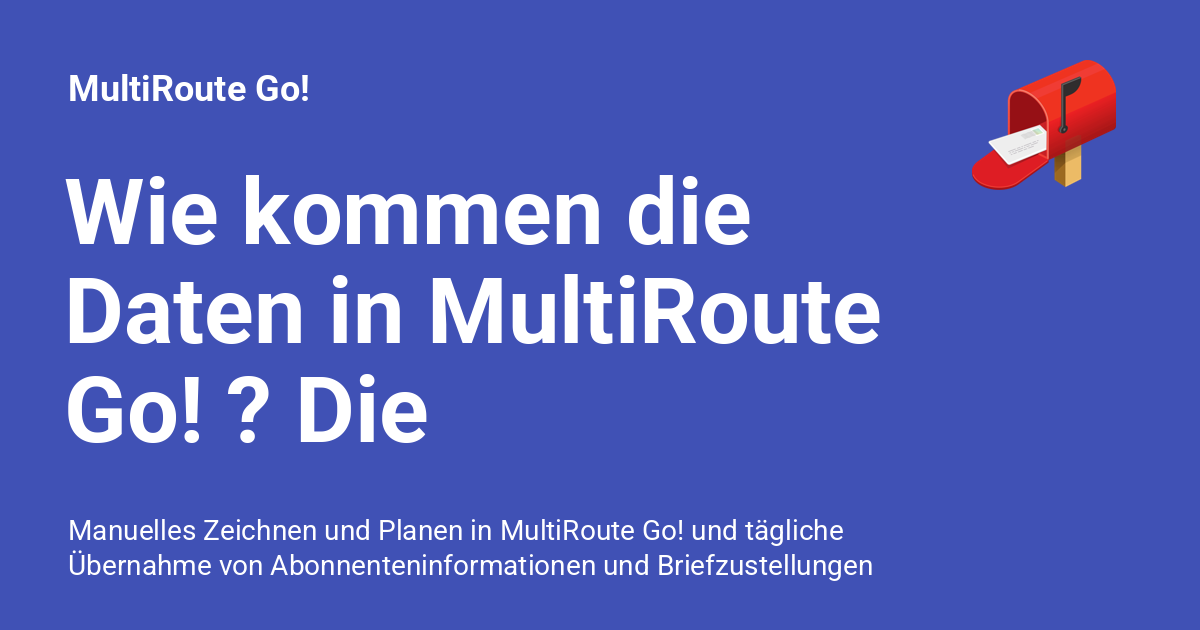 MultiRoute Go!
Wie kommen die
Daten in MultiRoute
Go! ? Die
Manuelles Zeichnen und Planen in MultiRoute Go! und tägliche
Übernahme von Abonnenteninformationen und Briefzustellungen